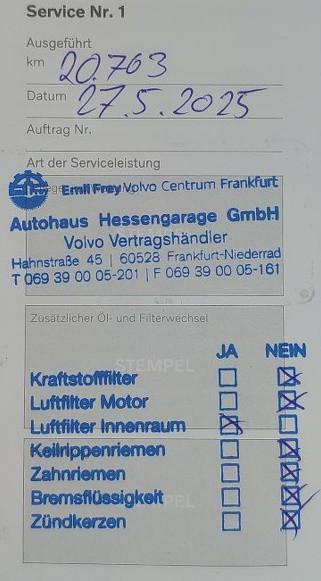 Service Nr. 1
Ausgeführt
km 20.763
Datum 27.5.2025
Auftrag Nr.
Art der Serviceleistung
Emil Frey Volvo Centrum Frankfurt
Autohaus Hessengarage GmbH
Volvo Vertragshändler
Hahnstraße 45 | 60528 Frankfurt-Niederrad
T 069 39 00 05-201 | F 069 39 00 05-161
Zusätzlicher Öl- und Filterwechsel
JA NEIN
STEMPEL
Kraftstofffilter
Luftfilter Motor
Luftfilter Innenraum
Keilrippenriemen
Zahnriemen
Bremsflüssigkeit
Zündkerzen